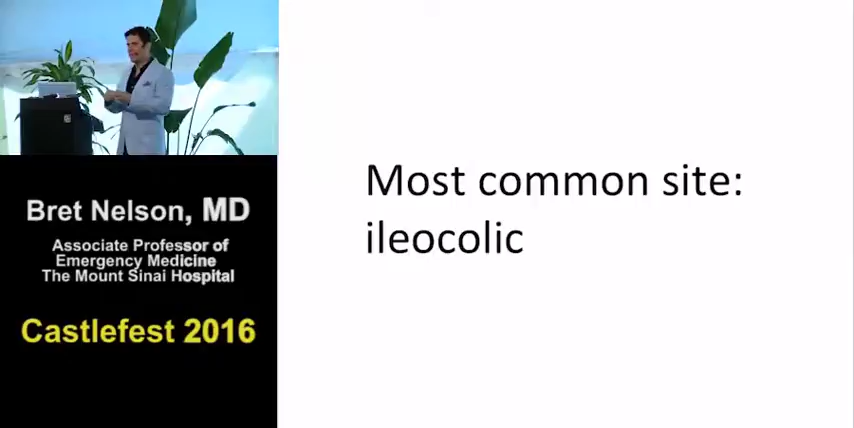 Bret Nelson, MD
Associate Professor of
Emergency Medicine
The Mount Sinai Hospital
Castlefest 2016
Most common site:
ileocolic